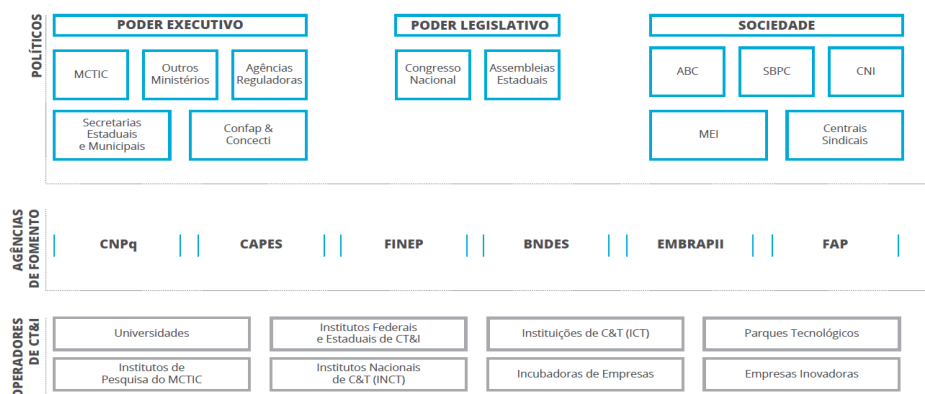 POLÍTICOS
PODER EXECUTIVO
PODER LEGISLATIVO
SOCIEDADE
MCTIC
Outros
Ministérios
Agências
Reguladoras
Congresso
Nacional
Assembleias
Estaduais
ABC
SBPC
CNI
Secretarias
Estaduais
e Municipais
Confap &
Concecti
MEI
Centrais
Sindicais
AGÊNCIAS
DE FOMENTO
CNPq
CAPES
FINEP
BNDES
EMBRAPII
FAP
OPERADORES
DE CT&I
Universidades
Institutos Federais
e Estaduais de CT&I
Instituições de C&T (ICT)
Parques Tecnológicos
Institutos de
Pesquisa do MCTIC
Institutos Nacionais
de C&T (INCT)
Incubadoras de Empresas
Empresas Inovadoras